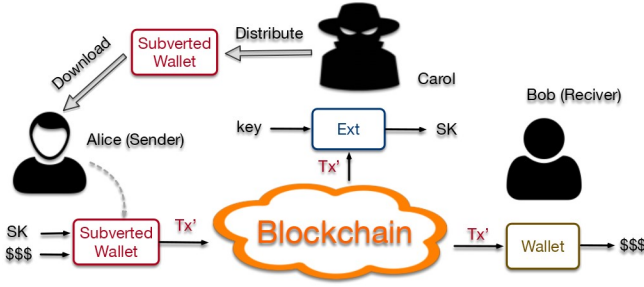 Distribute
Download
Subverted
Wallet
Carol
Bob (Reciver)
Alice (Sender)
key
Ext
SK
Tx'
SK
$$$
Subverted
Wallet
Tx'
Blockchain
Tx'
Wallet
$$$